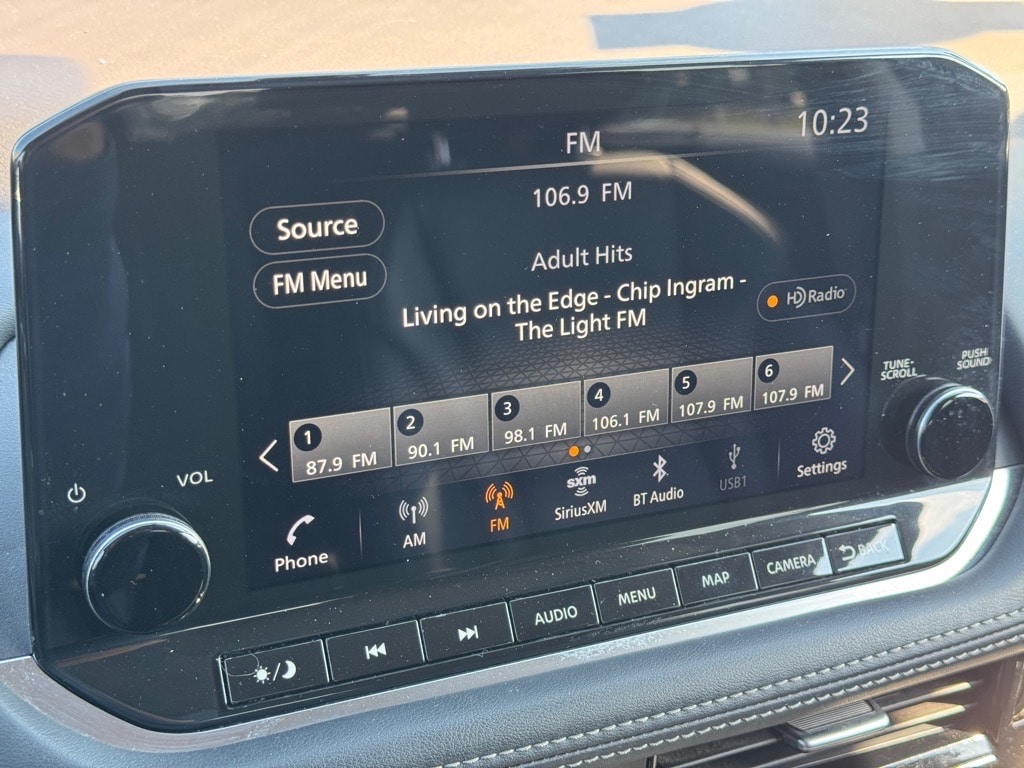 FM
10:23
106.9 FM
Source
FM Menu
Adult Hits
Living on the Edge - Chip Ingram -
The Light FM
HD Radio
TUNE-
SCROLL
PUSH
SOUND
1
87.9 FM
2
90.1 FM
3
98.1 FM
4
106.1 FM
5
107.9 FM
6
107.9 FM
VOL
Phone
AM
FM
sxm
SiriusXM
BT Audio
USB1
Settings
AUDIO
MENU
MAP
CAMERA
BACK